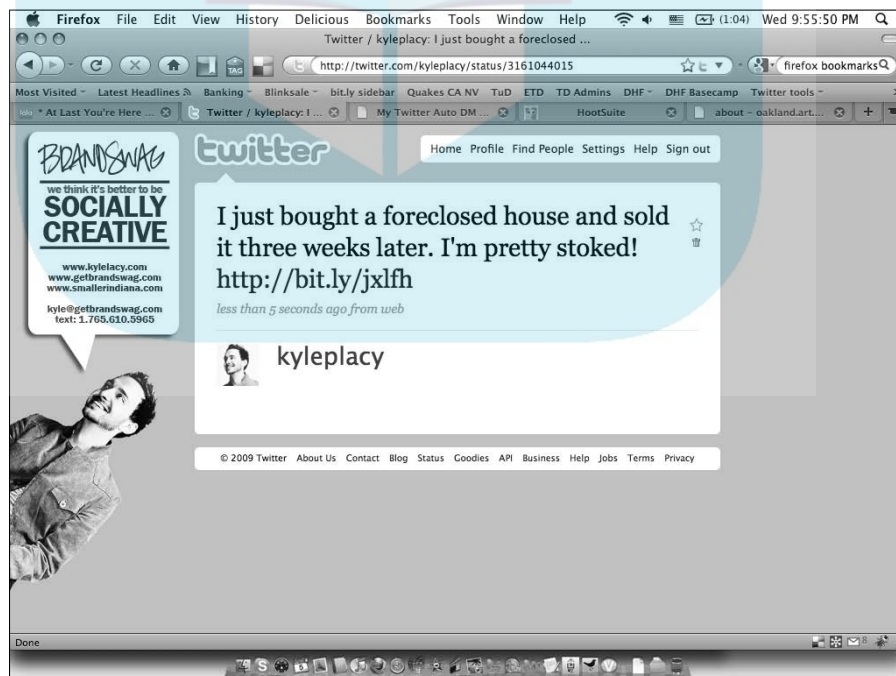 Firefox File Edit View History Delicious Bookmarks Tools Window Help (1:04) Wed 9:55:50 PM
Twitter / kyleplacy: I just bought a foreclosed ...
TAG http://twitter.com/kyleplacy/status/3161044015 firefox bookmarks
Most Visited Latest Headlines Banking Blinksale bit.ly sidebar Quakes CA NV TuD ETD TD Admins DHF DHF Basecamp Twitter tools
* At Last You're Here ... Twitter / kyleplacy: I ... My Twitter Auto DM ... HootSuite about - oakland.art....
BRANDSWAG
we think it's better to be
SOCIALLY
CREATIVE
www.kylelacy.com
www.getbrandswag.com
www.smallerindiana.com
kyle@getbrandswag.com
text: 1.765.610.5965
twitter
Home Profile Find People Settings Help Sign out
I just bought a foreclosed house and sold
it three weeks later. I'm pretty stoked!
http://bit.ly/jxlfh
less than 5 seconds ago from web
kyleplacy
© 2009 Twitter About Us Contact Blog Status Goodies API Business Help Jobs Terms Privacy
Done 8